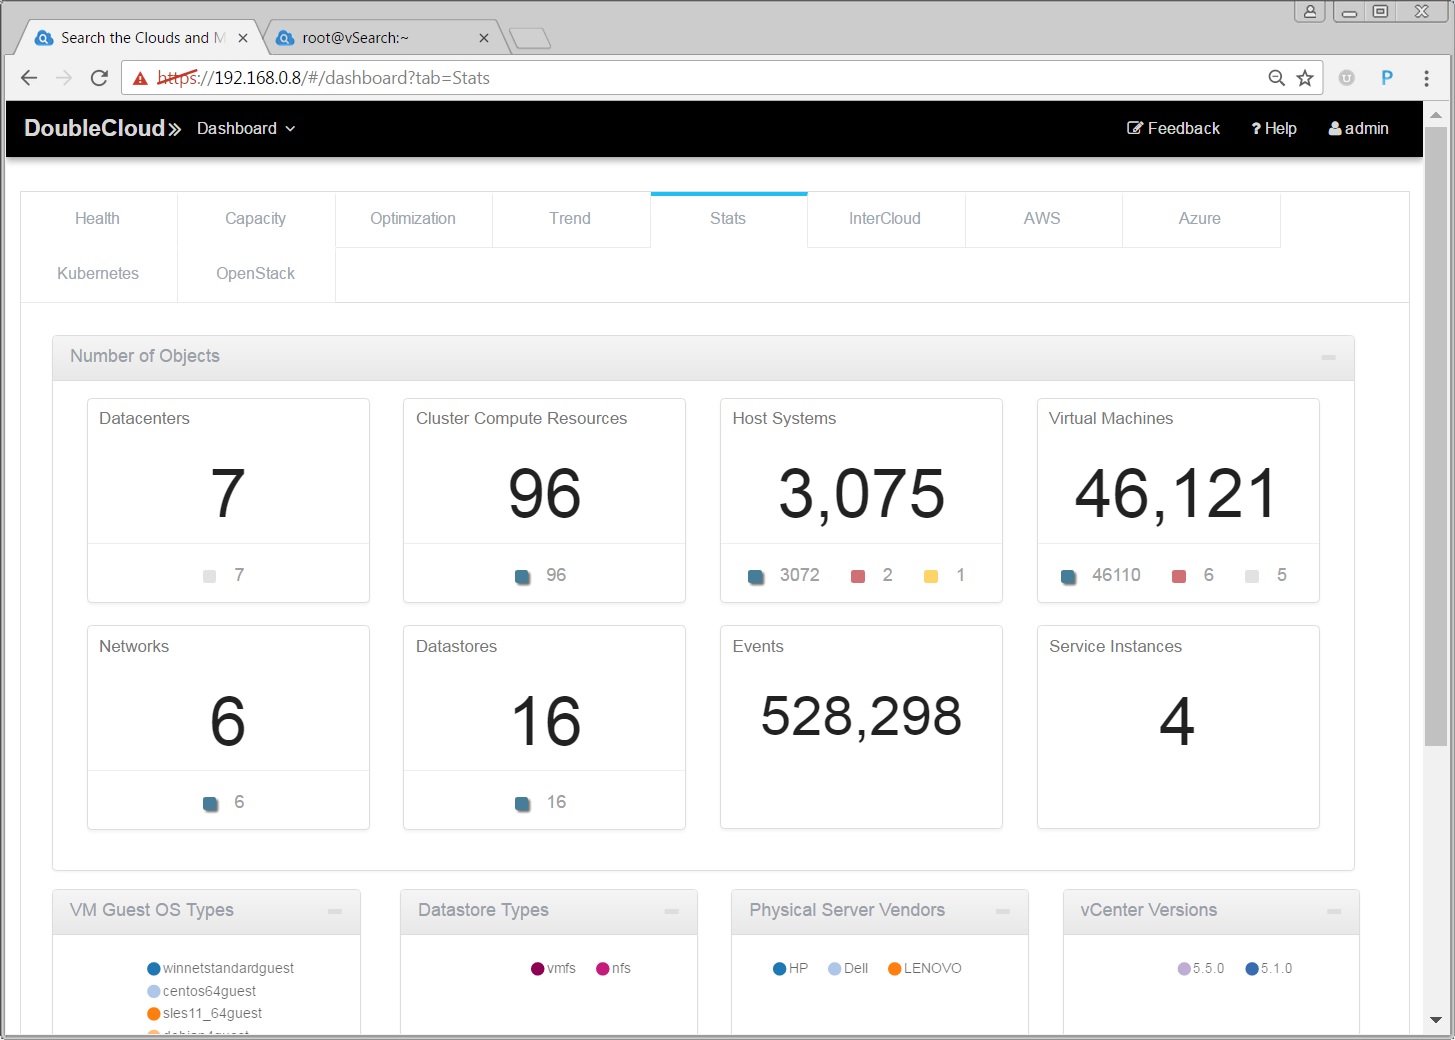 Search the Clouds and M
root@vSearch:~
https://192.168.0.8/#/dashboard?tab=Stats
P
DoubleCloud Dashboard Feedback ? Help admin
Health Capacity Optimization Trend Stats InterCloud AWS Azure
Kubernetes OpenStack
Number of Objects
Datacenters Cluster Compute Resources Host Systems Virtual Machines
7 96 3,075 46,121
7 96 3072 2 1 46110 6 5
Networks Datastores Events Service Instances
6 16 528,298 4
6 16
VM Guest OS Types Datastore Types Physical Server Vendors vCenter Versions
winnetstandardguest vmfs nfs HP Dell LENOVO 5.5.0 5.1.0
centos64guest
sles11_64guest